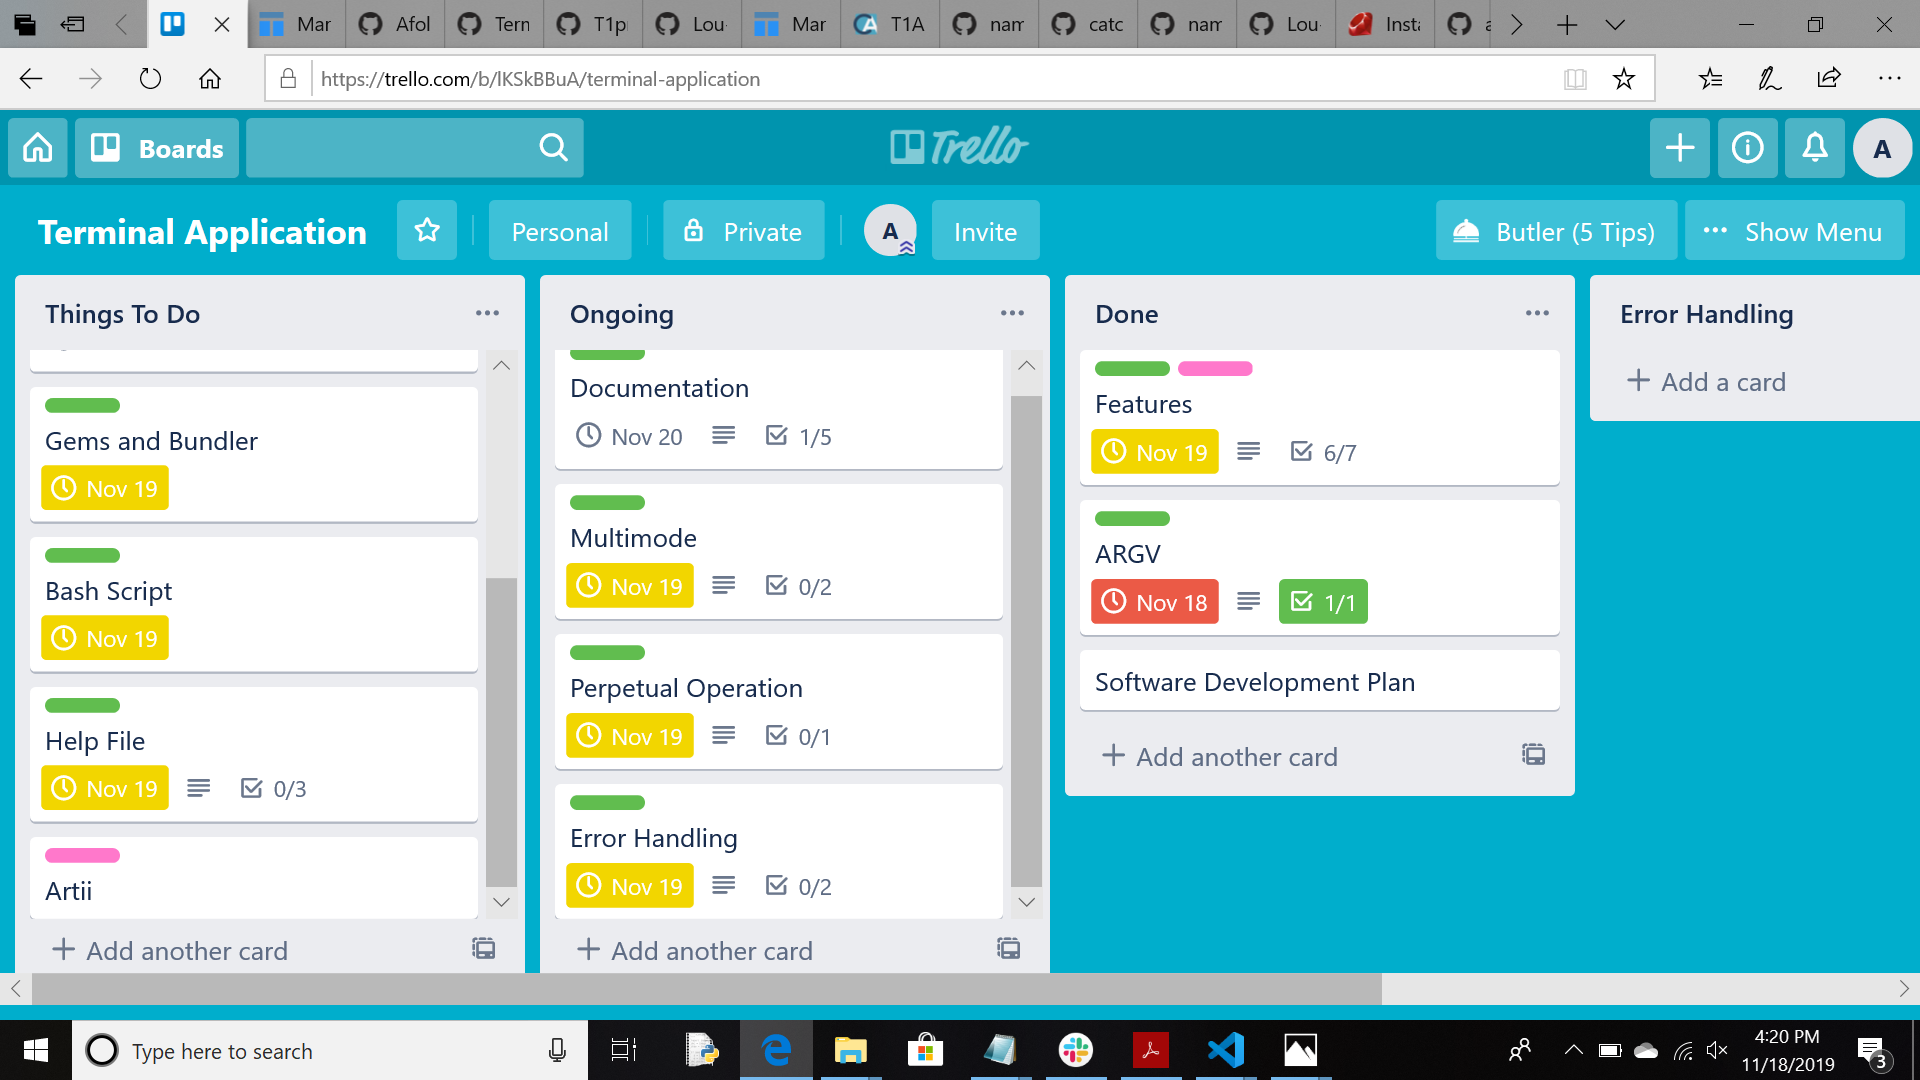 Mar
Afol
Tern
T1p
Lou
Mar
T1A
nam
catc
nam
Lou
Insta
https://trello.com/b/lKSkBBuA/terminal-application
Boards
Trello
A
Terminal Application
Personal
Private
A
Invite
Butler (5 Tips)
Show Menu
Things To Do
Gems and Bundler
Nov 19
Bash Script
Nov 19
Help File
Nov 19
0/3
Artii
Add another card
Ongoing
Documentation
Nov 20
1/5
Multimode
Nov 19
0/2
Perpetual Operation
Nov 19
0/1
Error Handling
Nov 19
0/2
Add another card
Done
Features
Nov 19
6/7
ARGV
Nov 18
1/1
Software Development Plan
Add another card
Error Handling
Add a card
Type here to search
4:20 PM
11/18/2019
3